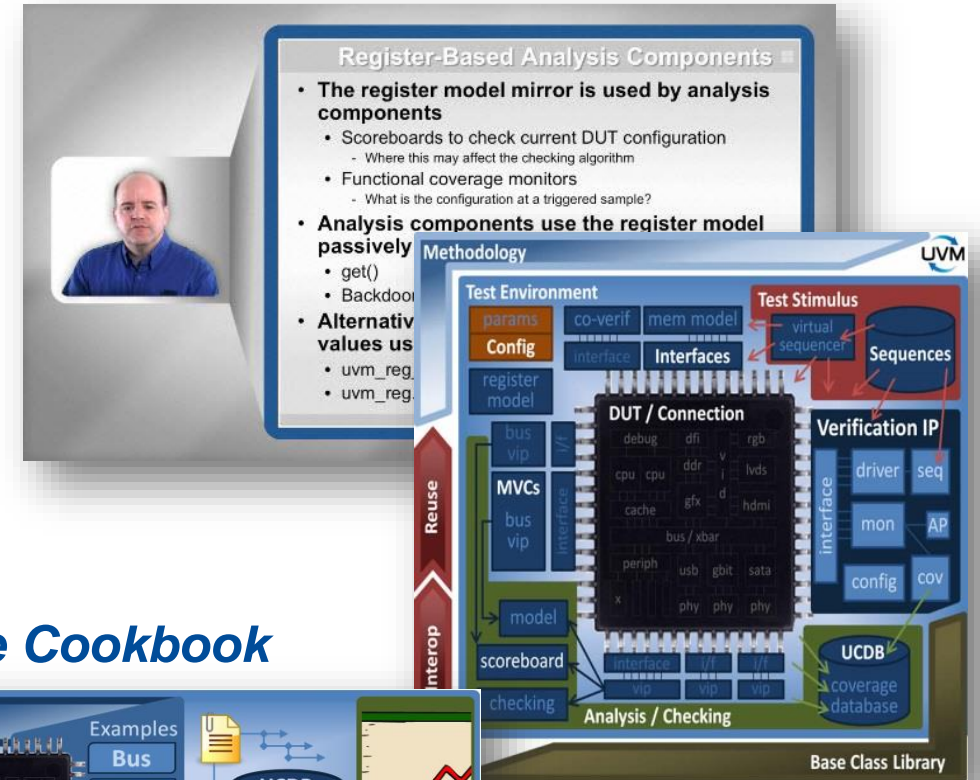 Register-Based Analysis Components
• The register model mirror is used by analysis
components
• Scoreboards to check current DUT configuration
- Where this may affect the checking algorithm
• Functional coverage monitors
- What is the configuration at a triggered sample?
• Analysis components use the register model
passively
• get()
• Backdoo
• Alternativ
values us
• uvm_reg_
• uvm_reg.
Methodology
UVM
Test Environment
params
Config
co-verif
mem model
interface
Interfaces
register
model
Test Stimulus
virtual
sequencer
Sequences
DUT / Connection
debug
dfi
rgb
cpu
cpu
ddr
v
i
d
lvds
cache
gfx
hdmi
bus / xbar
periph
usb
gbit
sata
x
phy
phy
phy
bus
vip
i/f
MVCs
bus
vip
interface
Verification IP
interface
driver
seq
mon
AP
config
cov
Reuse
Interop
model
scoreboard
checking
interface
i/f
i/f
vip
vip
vip
Analysis / Checking
UCDB
coverage
database
Base Class Library
e Cookbook
Examples
Bus